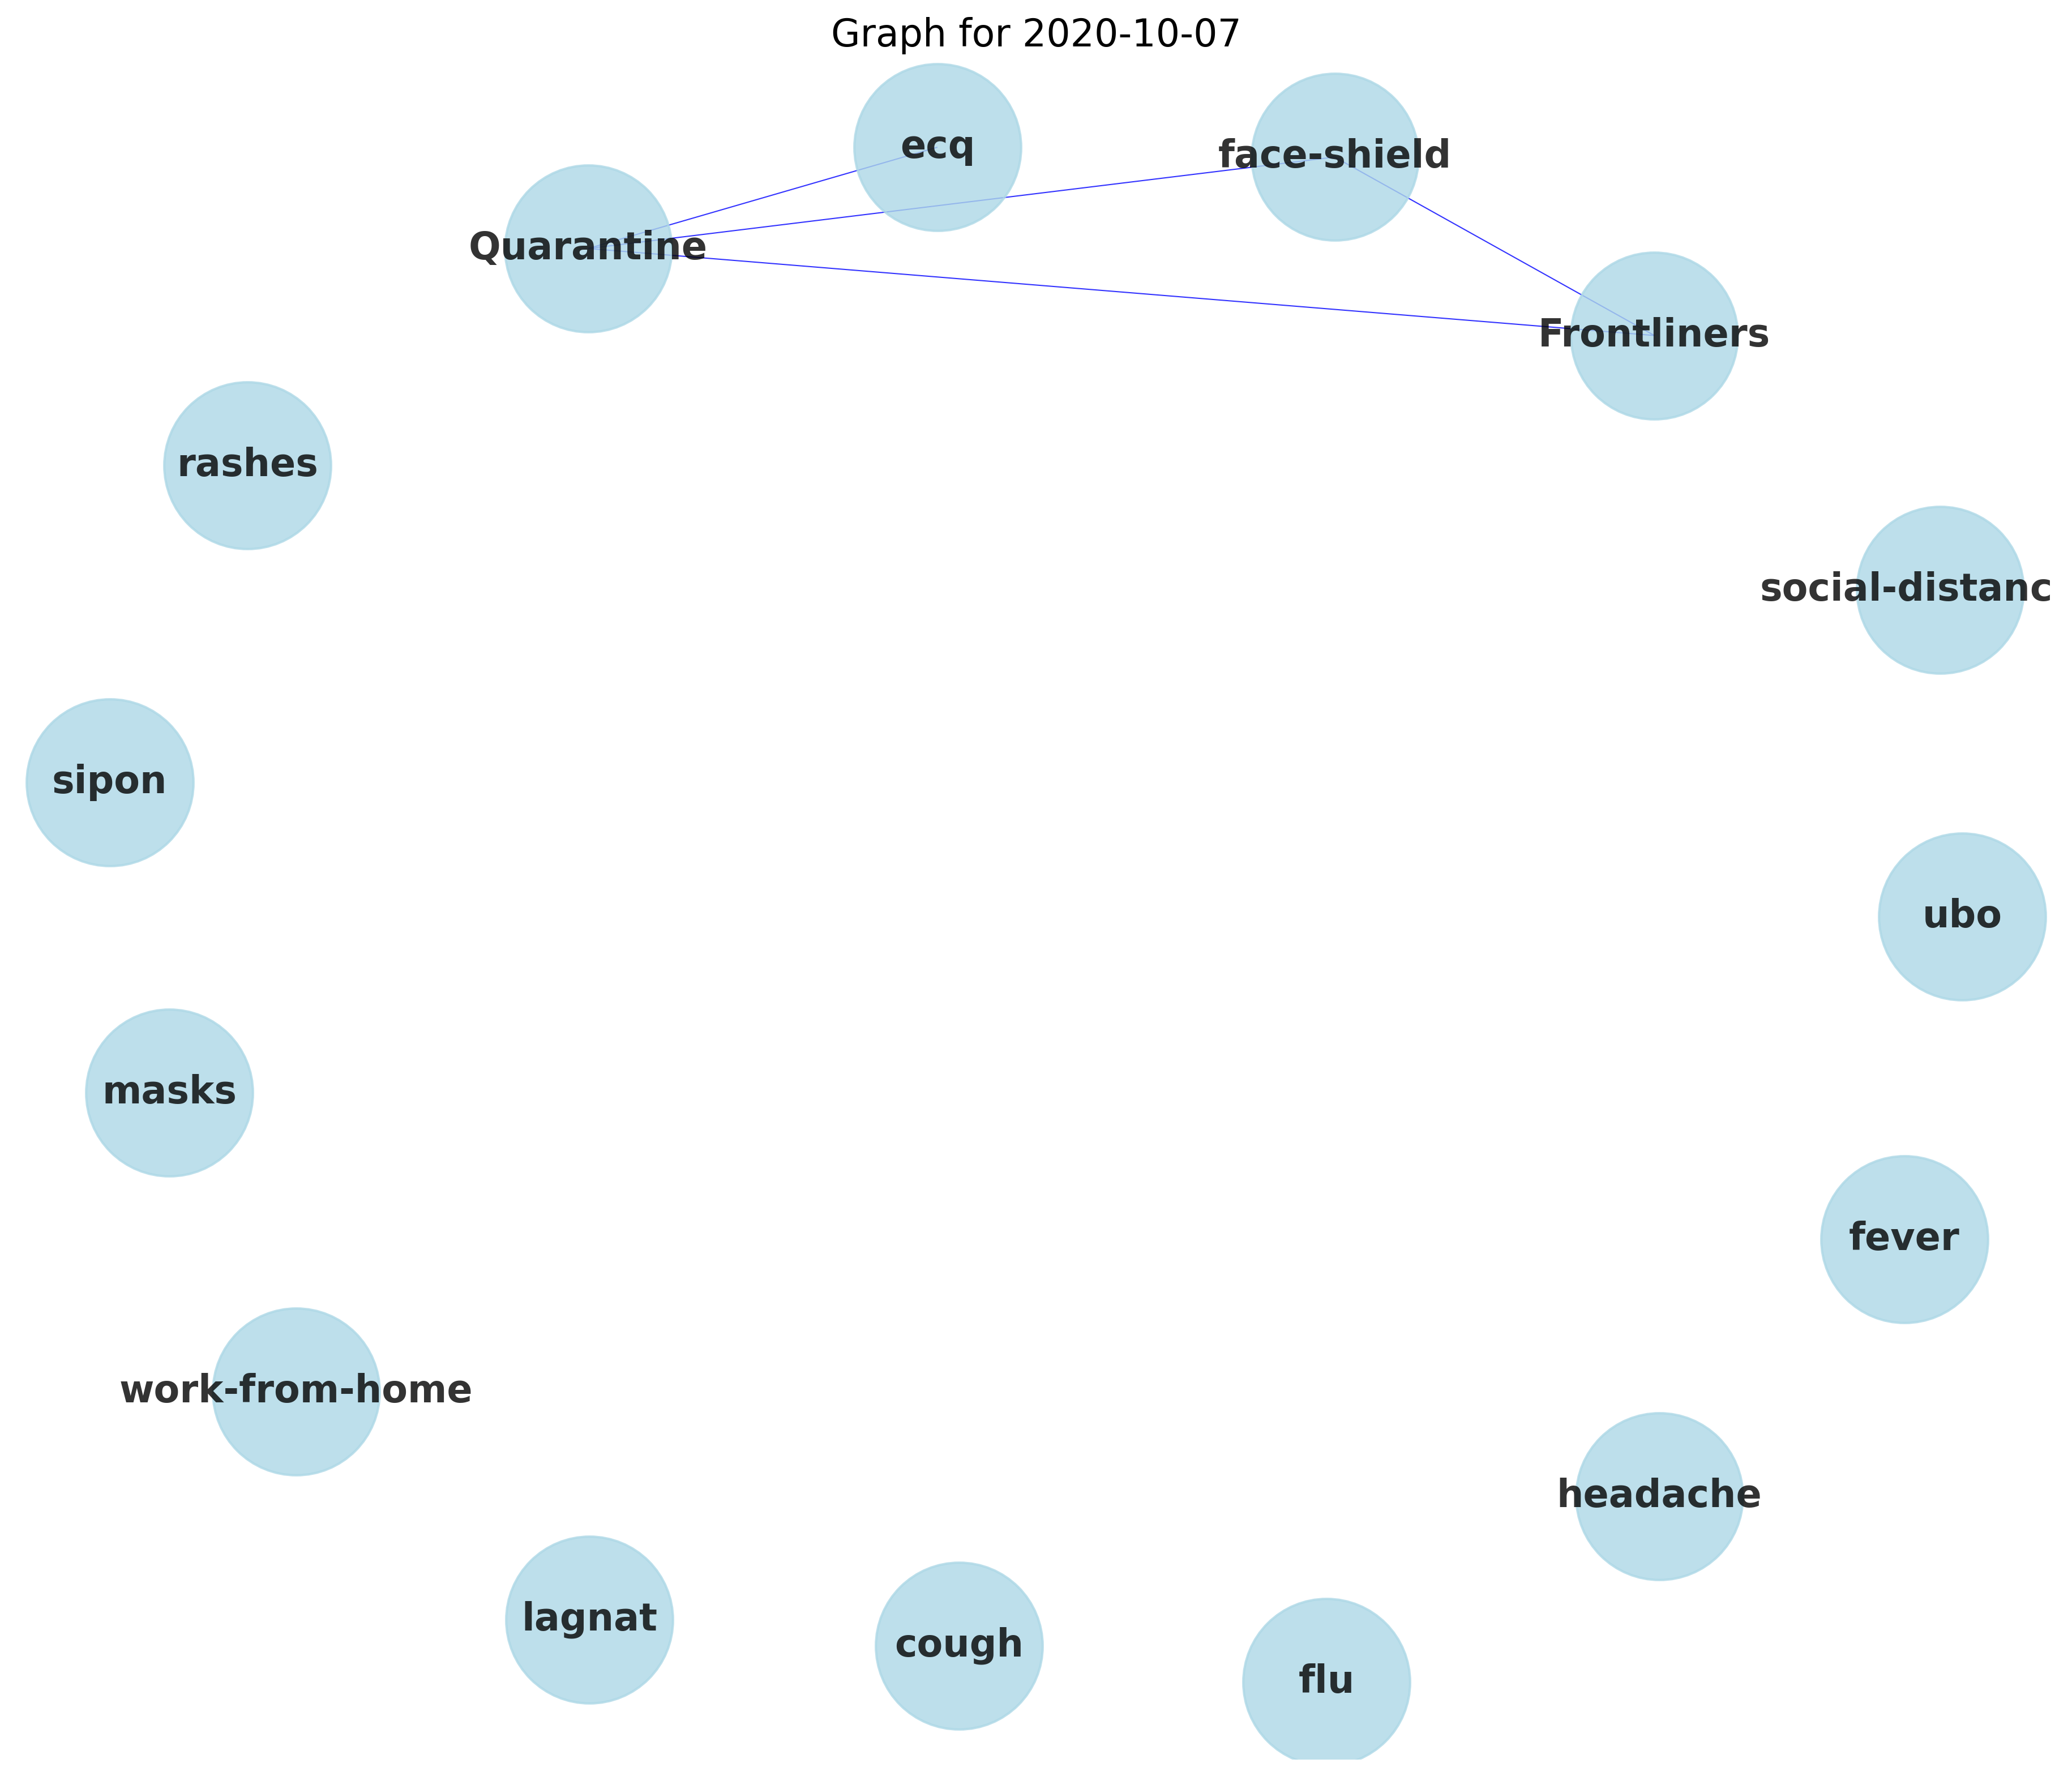 Graph for 2020-10-07
ecq
face-shield
Quarantine
Frontliners
rashes
social-distanc
sipon
ubo
masks
fever
work-from-home
headache
lagnat
cough
flu